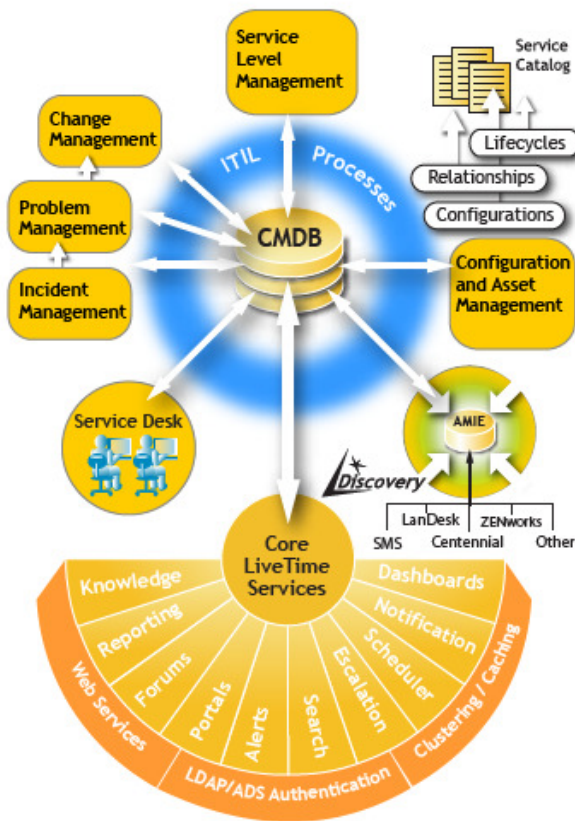 Service
Level
Management
Service
Catalog
Change
Management
Lifecycles
ITIL
Processes
Relationships
Problem
Management
CMDB
Configurations
Incident
Management
Configuration
and Asset
Management
Service Desk
AMIE
Discovery
LanDesk
ZENworks
SMS
Centennial
Other
Core
LiveTime
Services
Knowledge
Reporting
Forums
Portals
Alerts
Search
Escalation
Scheduler
Notification
Dashboards
Web Services
LDAP/ADS Authentication
Clustering / Caching